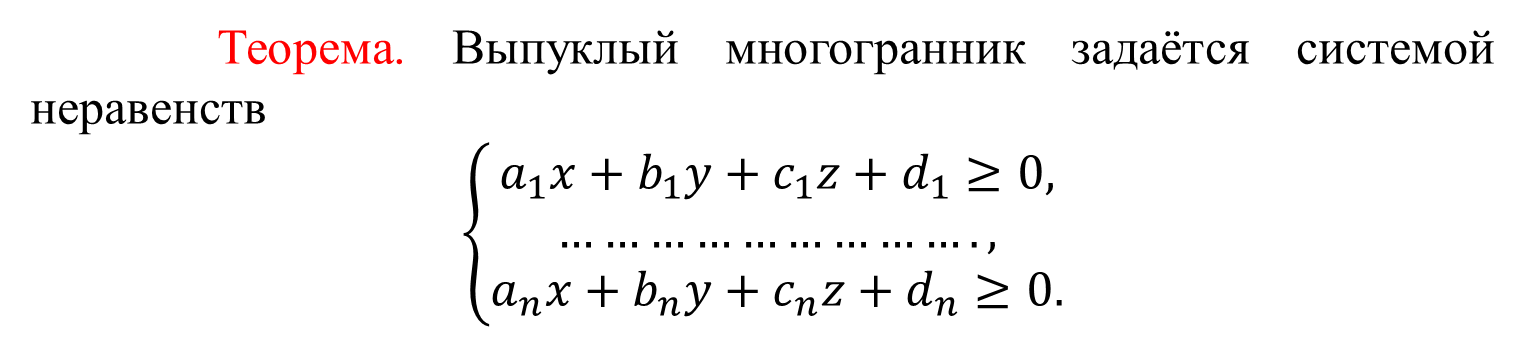 Теорема. Выпуклый многогранник задаётся системой
неравенств
a₁x + b₁y + c₁z + d₁ ≥ 0,
… … … … … … … … … . ,
aₙx + bₙy + cₙz + dₙ ≥ 0.